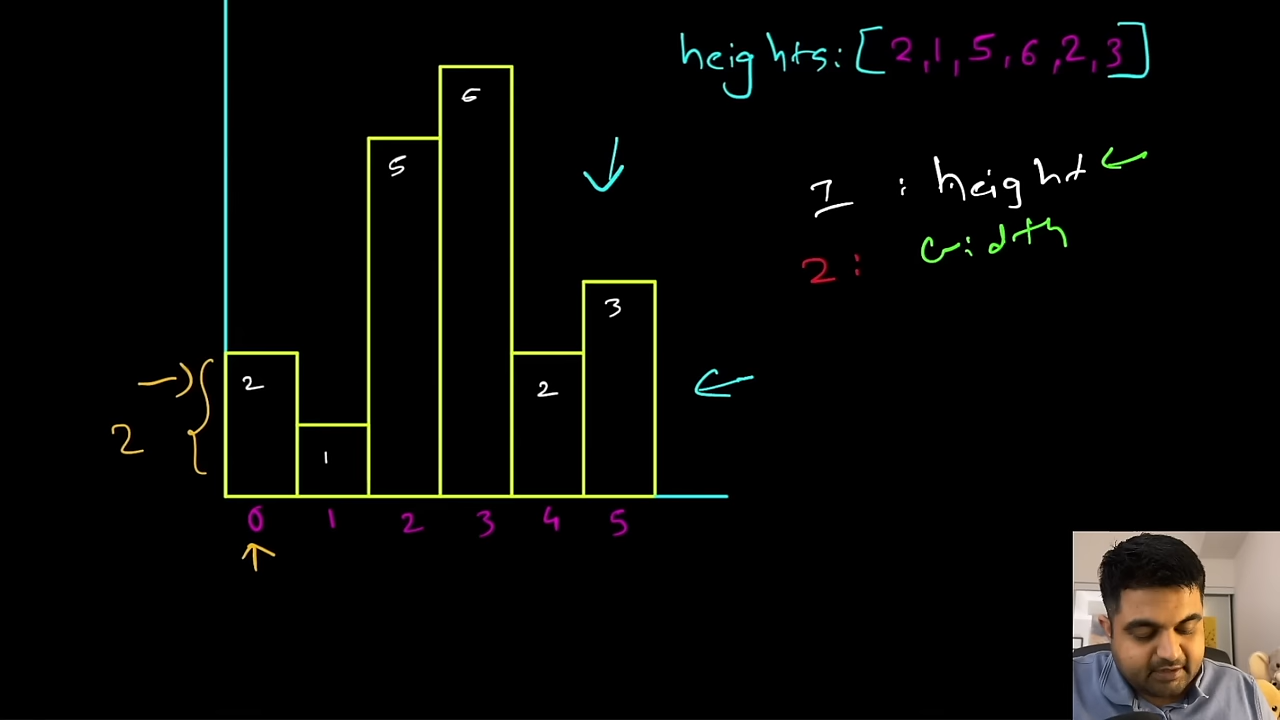 heights: [2,1,5,6,2,3]
6
5
1 : height
2: width
3
2
2
2
1
0 1 2 3 4 5